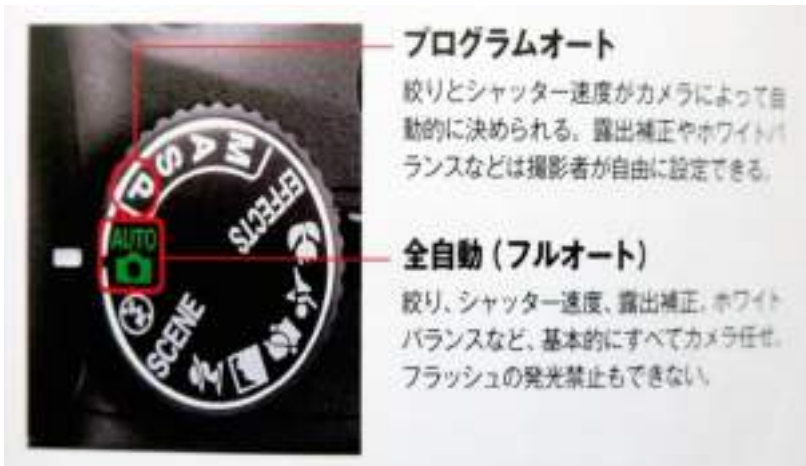 プログラムオート
絞りとシャッター速度がカメラによって自
動的に決められる。露出補正やホワイトバ
ランスなどは撮影者が自由に設定できる。
M
A
S
P
AUTO
EFFECTS
SCENE
全自動(フルオート)
絞り、シャッター速度、露出補正、ホワイト
バランスなど、基本的にすべてカメラ任せ。
フラッシュの発光禁止もできない。